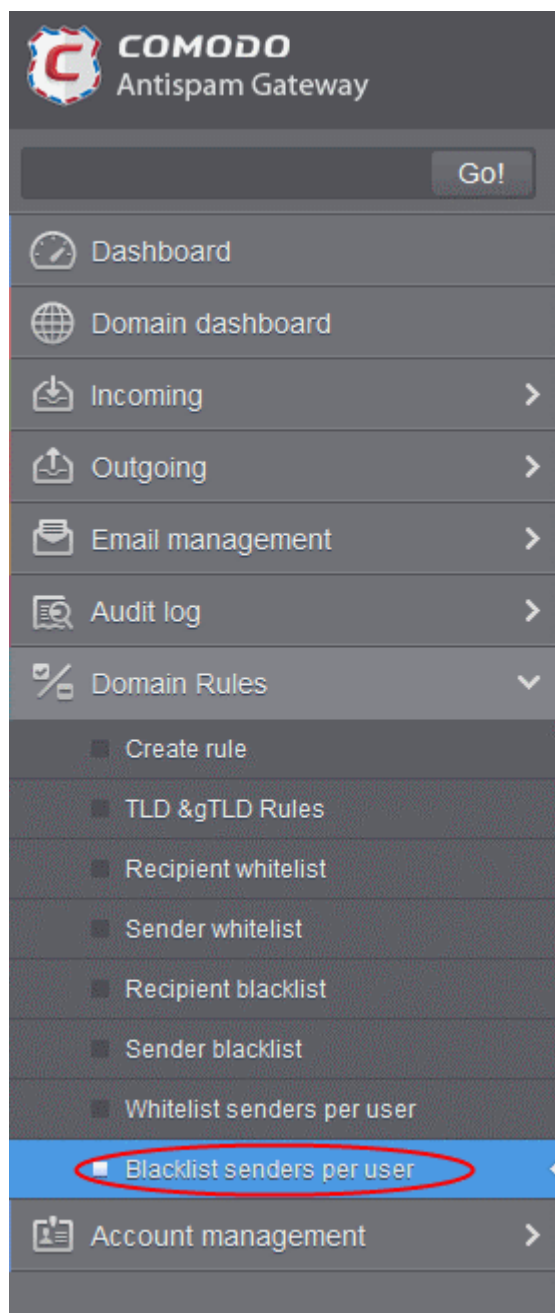 COMODO
Antispam Gateway
Go!
Dashboard
Domain dashboard
Incoming
Outgoing
Email management
Audit log
Domain Rules
Create rule
TLD &gTLD Rules
Recipient whitelist
Sender whitelist
Recipient blacklist
Sender blacklist
Whitelist senders per user
Blacklist senders per user
Account management